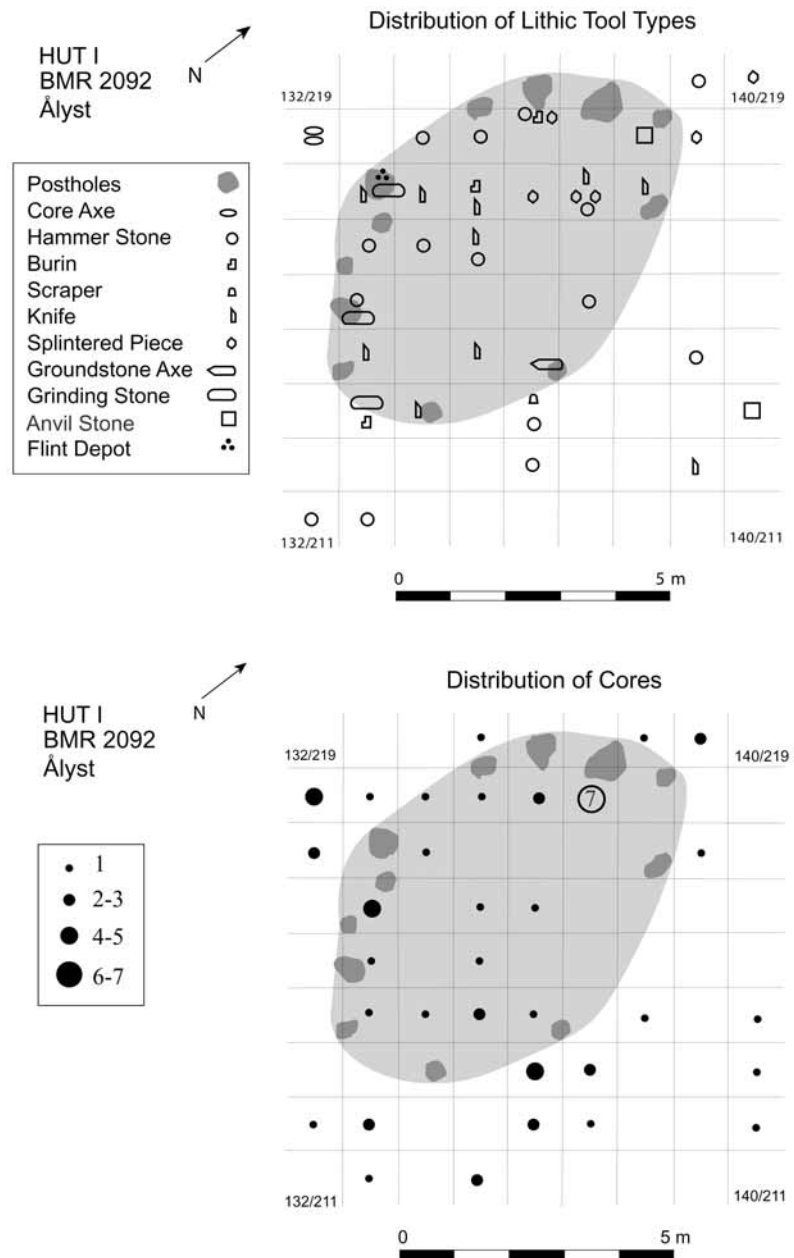 Distribution of Lithic Tool Types
HUT I
BMR 2092
Ålyst
N
132/219
140/219
Postholes
Core Axe
Hammer Stone
Burin
Scraper
Knife
Splintered Piece
Groundstone Axe
Grinding Stone
Anvil Stone
Flint Depot
132/211
140/211
0 5 m
Distribution of Cores
HUT I
BMR 2092
Ålyst
N
132/219
140/219
7
1
2-3
4-5
6-7
132/211
140/211
0 5 m